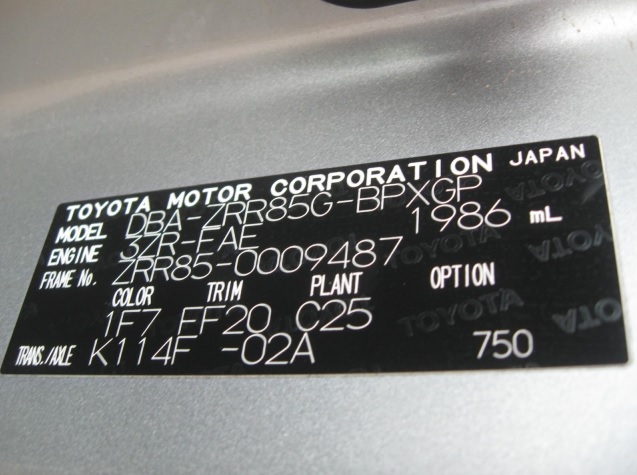 TOYOTA MOTOR CORPORATION JAPAN
MODEL DBA-ZRR85G-BPXGP
ENGINE 3ZR-FAE 1986 mL
FRAME No. ZRR85-0009487
COLOR TRIM PLANT OPTION
1F7 FF20 C25
TRANS./AXLE K114F -02A 750
TOYOTA